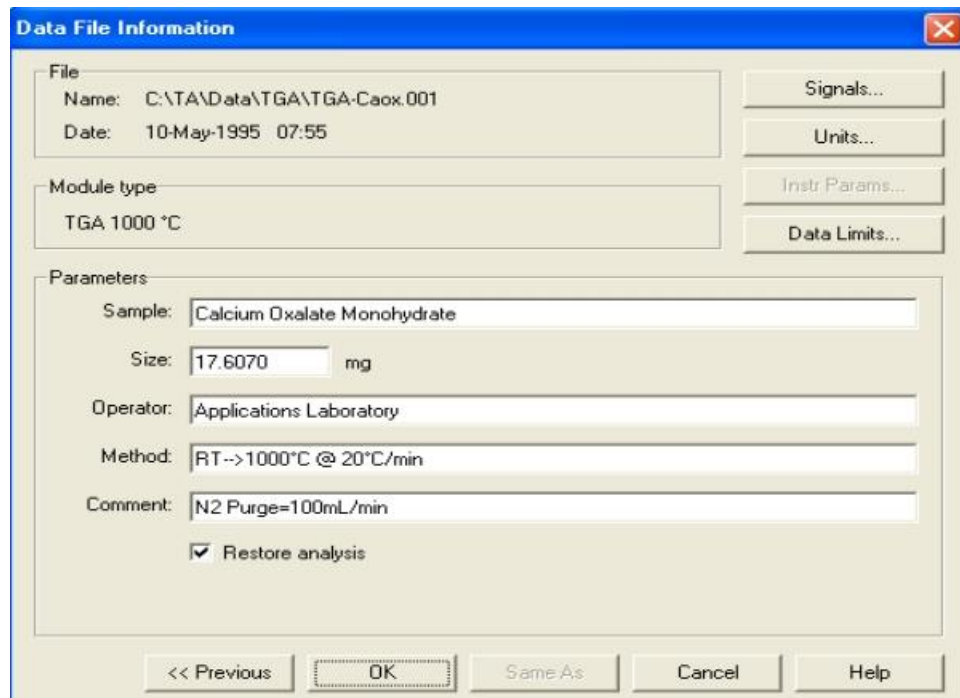 Data File Information
File
Name: C:\TA\Data\TGA\TGA-Caox.001
Date: 10-May-1995 07:55
Signals...
Units...
Module type
TGA 1000 °C
Instr Params...
Data Limits...
Parameters
Sample: Calcium Oxalate Monohydrate
Size: 17.6070 mg
Operator: Applications Laboratory
Method: RT-->1000°C @ 20°C/min
Comment: N2 Purge=100mL/min
Restore analysis
<< Previous OK Same As Cancel Help